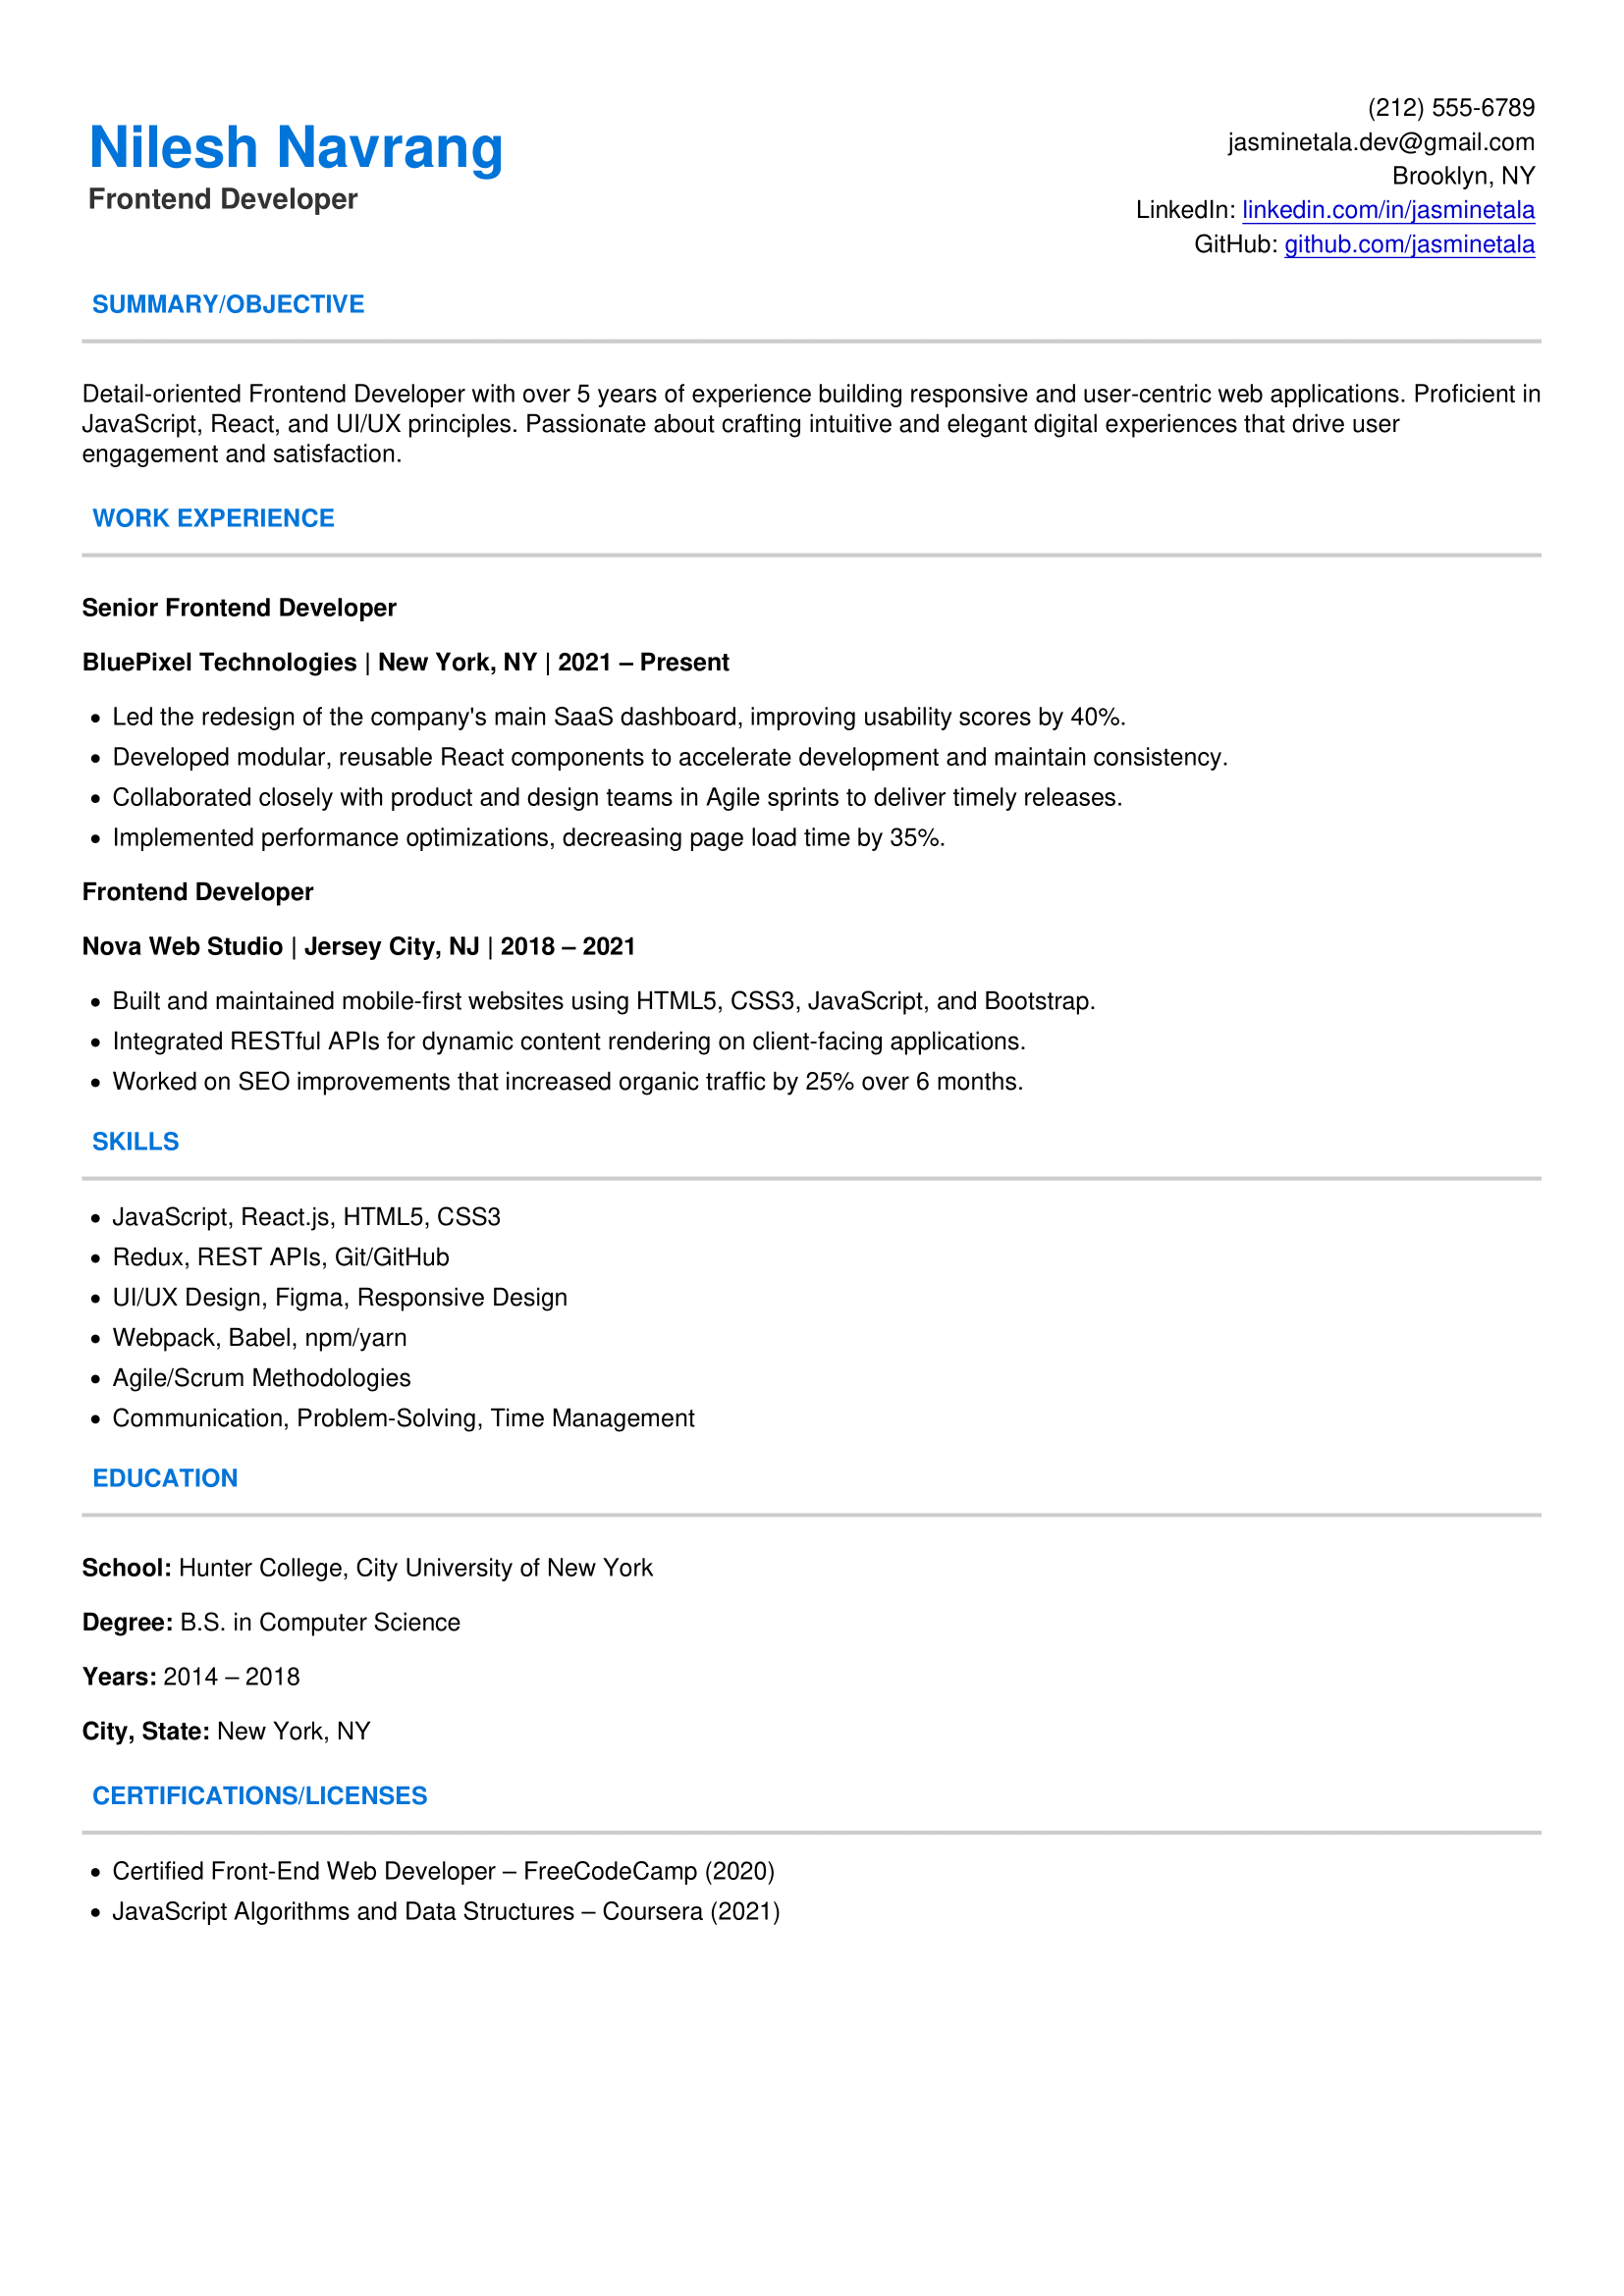 Nilesh Navrang
Frontend Developer
(212) 555-6789
jasminetala.dev@gmail.com
Brooklyn, NY
LinkedIn: linkedin.com/in/jasminetala
GitHub: github.com/jasminetala
SUMMARY/OBJECTIVE
Detail-oriented Frontend Developer with over 5 years of experience building responsive and user-centric web applications. Proficient in
JavaScript, React, and UI/UX principles. Passionate about crafting intuitive and elegant digital experiences that drive user
engagement and satisfaction.
WORK EXPERIENCE
Senior Frontend Developer
BluePixel Technologies | New York, NY | 2021 – Present
• Led the redesign of the company's main SaaS dashboard, improving usability scores by 40%.
• Developed modular, reusable React components to accelerate development and maintain consistency.
• Collaborated closely with product and design teams in Agile sprints to deliver timely releases.
• Implemented performance optimizations, decreasing page load time by 35%.
Frontend Developer
Nova Web Studio | Jersey City, NJ | 2018 – 2021
• Built and maintained mobile-first websites using HTML5, CSS3, JavaScript, and Bootstrap.
• Integrated RESTful APIs for dynamic content rendering on client-facing applications.
• Worked on SEO improvements that increased organic traffic by 25% over 6 months.
SKILLS
• JavaScript, React.js, HTML5, CSS3
• Redux, REST APIs, Git/GitHub
• UI/UX Design, Figma, Responsive Design
• Webpack, Babel, npm/yarn
• Agile/Scrum Methodologies
• Communication, Problem-Solving, Time Management
EDUCATION
School: Hunter College, City University of New York
Degree: B.S. in Computer Science
Years: 2014 – 2018
City, State: New York, NY
CERTIFICATIONS/LICENSES
• Certified Front-End Web Developer – FreeCodeCamp (2020)
• JavaScript Algorithms and Data Structures – Coursera (2021)